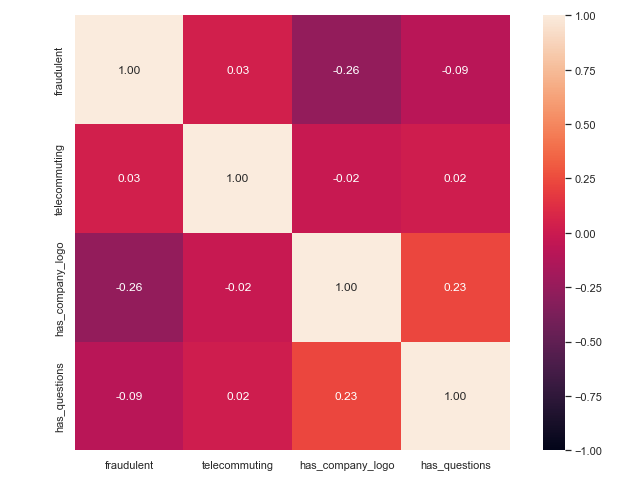 fraudulent
1.00 0.03 -0.26 -0.09
telecommuting
0.03 1.00 -0.02 0.02
has_company_logo
-0.26 -0.02 1.00 0.23
has_questions
-0.09 0.02 0.23 1.00
fraudulent telecommuting has_company_logo has_questions
1.00
0.75
0.50
0.25
0.00
−0.25
−0.50
−0.75
−1.00